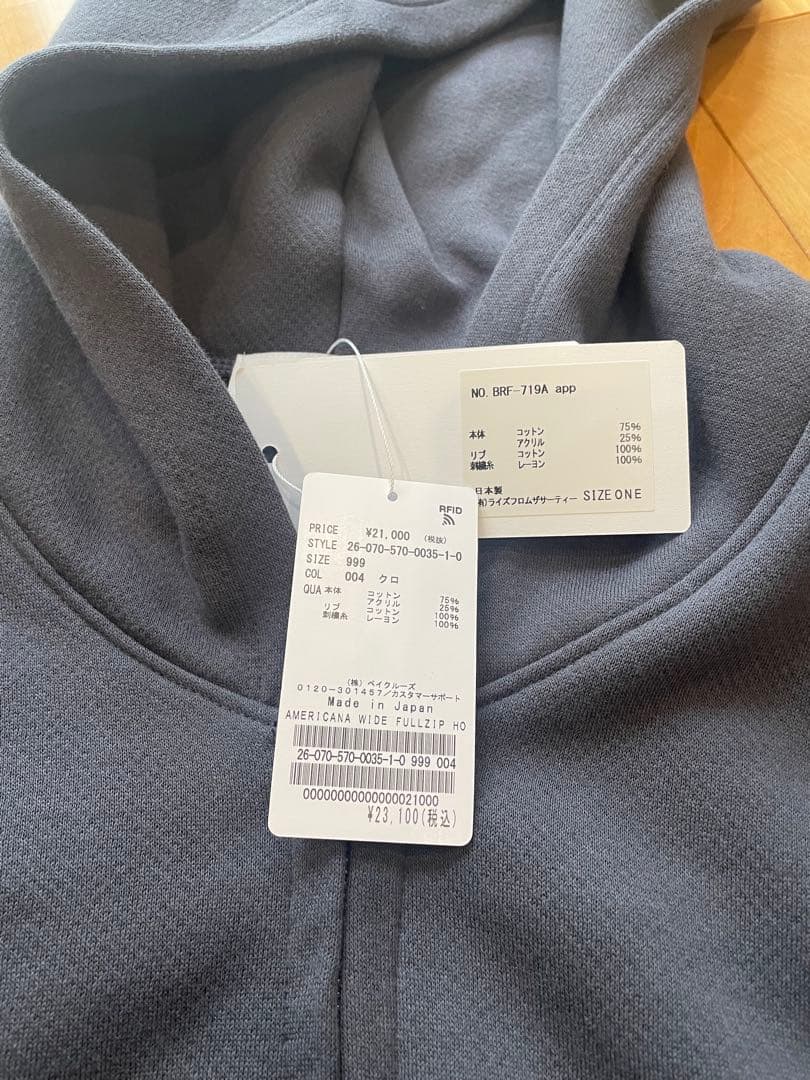 NO. BRF-719A app
本体 コットン 75%
アクリル 25%
リブ コットン 100%
刺繍糸 レーヨン 100%
日本製
有)ライズフロムザサーティー SIZE ONE
RFID
PRICE ¥21,000 (税抜)
STYLE 26-070-570-0035-1-0
SIZE 999
COL 004 クロ
QUA 本体 コットン 75%
アクリル 25%
リブ コットン 100%
刺繍糸 レーヨン 100%
(株) ベイクルーズ
0120-301457/カスタマーサポート
Made in Japan
AMERICANA WIDE FULLZIP HO
26-070-570-0035-1-0 999 004
00000000000000021000
¥23,100(税込)